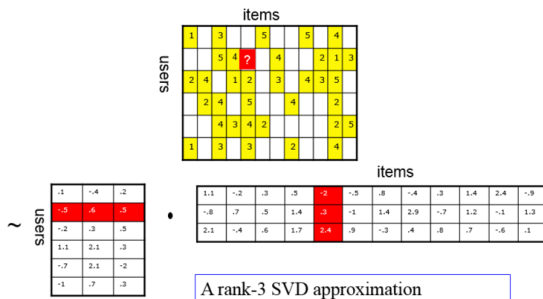 items
users
1 3 5 5 4
5 4 ? 4 2 1 3
2 4 1 2 3 4 3 5
2 4 5 4 2
4 3 4 2 2 5
1 3 3 2 4
~
users
.1 -.4 .2
-.5 .6 .5
-.2 .3 .5
1.1 2.1 .3
-.7 2.1 -2
-1 .7 .3
•
items
1.1 -.2 .3 .5 -2 -.5 .8 -.4 .3 1.4 2.4 -.9
-.8 .7 .5 1.4 .3 -1 1.4 2.9 -.7 1.2 -.1 1.3
2.1 -.4 .6 1.7 2.4 .9 -.3 .4 .8 .7 -.6 .1
A rank-3 SVD approximation